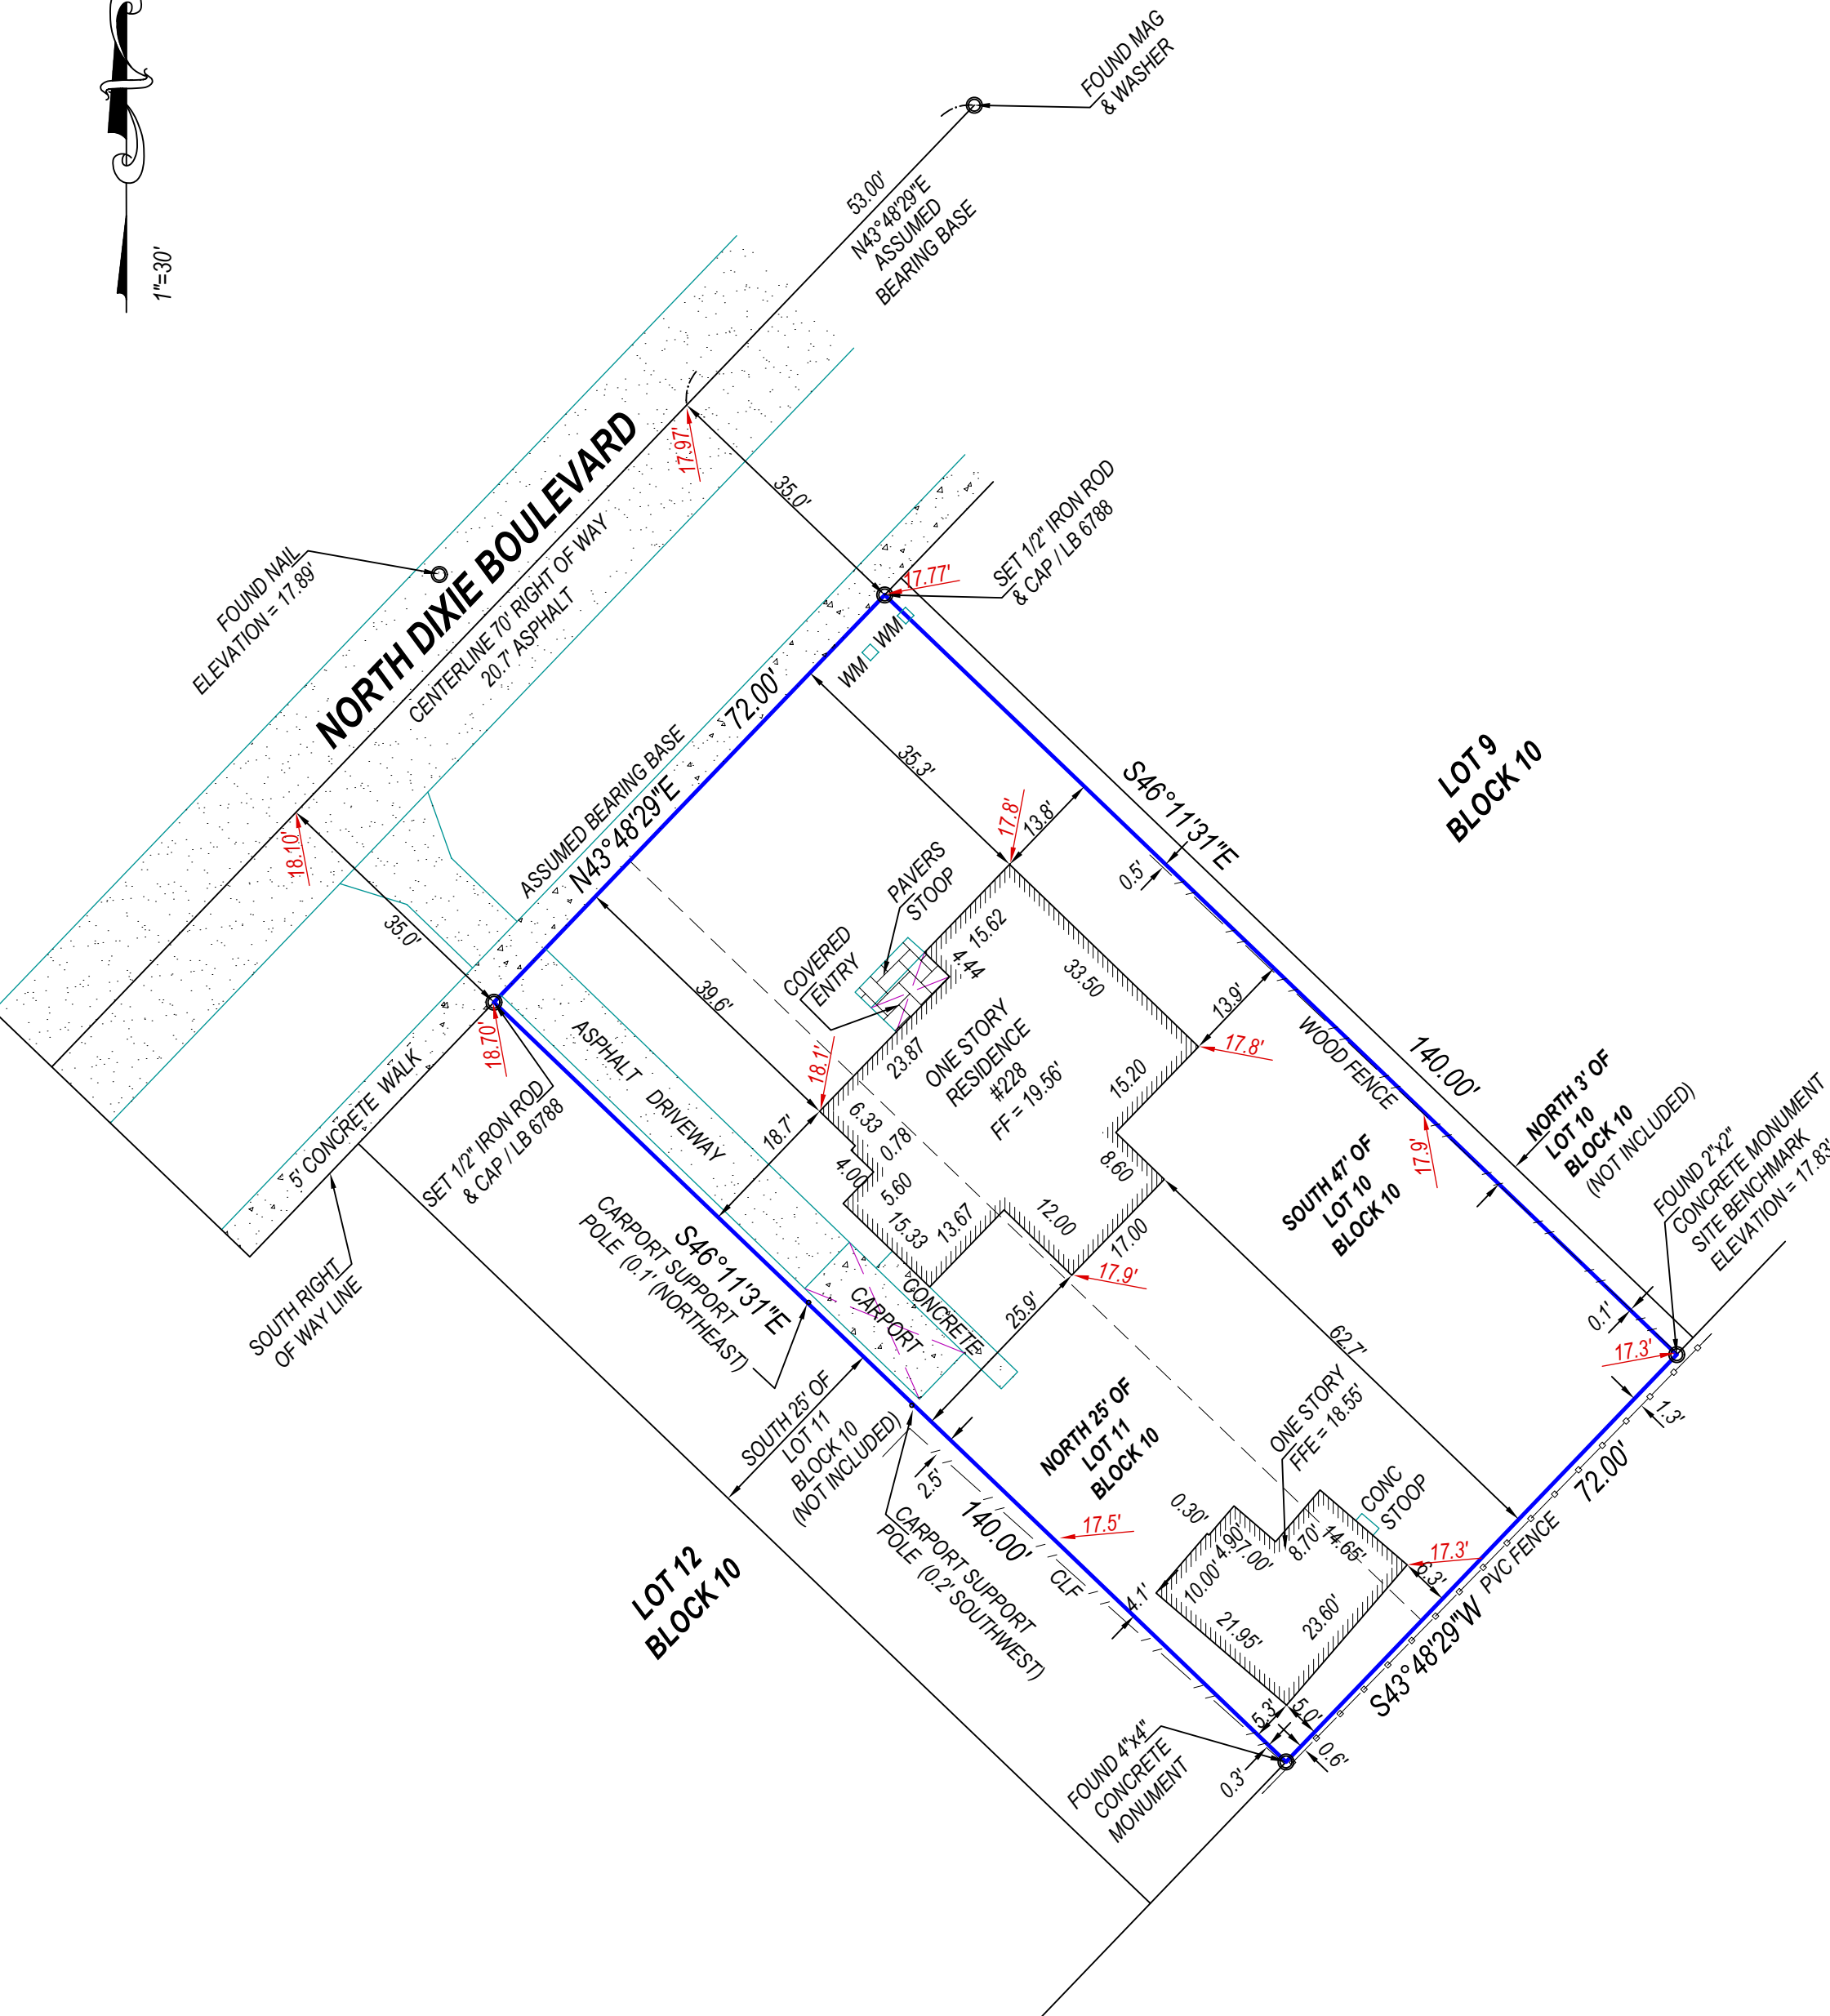 1"=30'
FOUND MAG
& WASHER
53.00'
N43°48'29"E
ASSUMED
BEARING BASE
17.97'
35.0'
NORTH DIXIE BOULEVARD
CENTERLINE 70' RIGHT OF WAY
20.7' ASPHALT
FOUND NAIL
ELEVATION = 17.89'
SET 1/2" IRON ROD
& CAP / LB 6788
17.77'
WM
WM
72.00'
ASSUMED BEARING BASE
N43°48'29"E
18.10'
35.0'
35.3'
17.8'
13.8'
S46°11'31"E
LOT 9
BLOCK 10
0.5'
PAVERS
STOOP
COVERED
ENTRY
39.6'
15.62
4.44
33.50
13.9'
17.8'
WOOD FENCE
140.00'
ONE STORY
RESIDENCE
#228
FF = 19.56'
23.87
18.1'
15.20
8.60
18.70'
ASPHALT DRIVEWAY
5' CONCRETE WALK
SET 1/2" IRON ROD
& CAP / LB 6788
18.7'
6.33
0.78
4.00
5.60
15.33
13.67
12.00
17.00
17.9'
17.9'
SOUTH 47' OF
LOT 10
BLOCK 10
NORTH 3' OF
LOT 10
BLOCK 10
(NOT INCLUDED)
FOUND 2"x2"
CONCRETE MONUMENT
SITE BENCHMARK
ELEVATION = 17.83'
SOUTH RIGHT
OF WAY LINE
CARPORT SUPPORT
POLE (0.1' (NORTHEAST)
S46°11'31"E
CARPORT
CONCRETE
25.9'
62.7'
0.1'
17.3'
1.3'
SOUTH 25' OF
LOT 11
BLOCK 10
(NOT INCLUDED)
2.5'
NORTH 25' OF
LOT 11
BLOCK 10
ONE STORY
FFE = 18.55'
CONC
STOOP
72.00'
CARPORT SUPPORT
POLE (0.2' SOUTHWEST)
140.00'
17.5'
CLF
0.30'
4.90'
7.00'
8.70'
14.65'
17.3'
6.3'
PVC FENCE
LOT 12
BLOCK 10
4.1'
10.00'
21.95'
23.60'
S43°48'29"W
5.3'
5.0'
0.6'
0.3'
FOUND 4"x4"
CONCRETE
MONUMENT